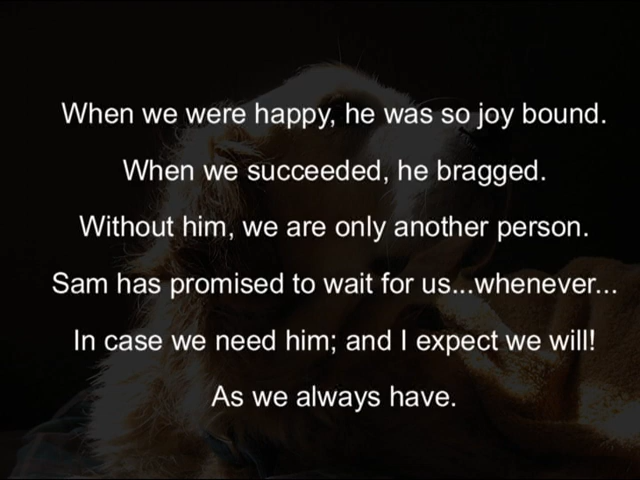 When we were happy, he was so joy bound.
When we succeeded, he bragged.
Without him, we are only another person.
Sam has promised to wait for us...whenever...
In case we need him; and I expect we will!
As we always have.